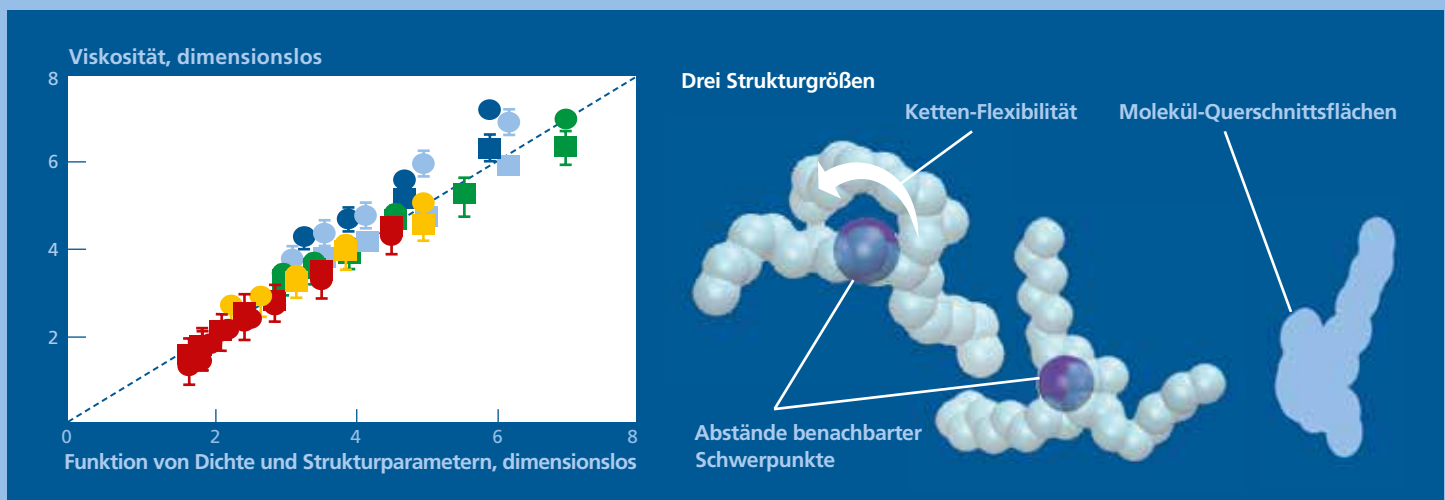 Viskosität, dimensionslos
8
6
4
2
0
2
4
6
8
Funktion von Dichte und Strukturparametern, dimensionslos
Drei Strukturgrößen
Ketten-Flexibilität
Molekül-Querschnittsflächen
Abstände benachbarter
Schwerpunkte